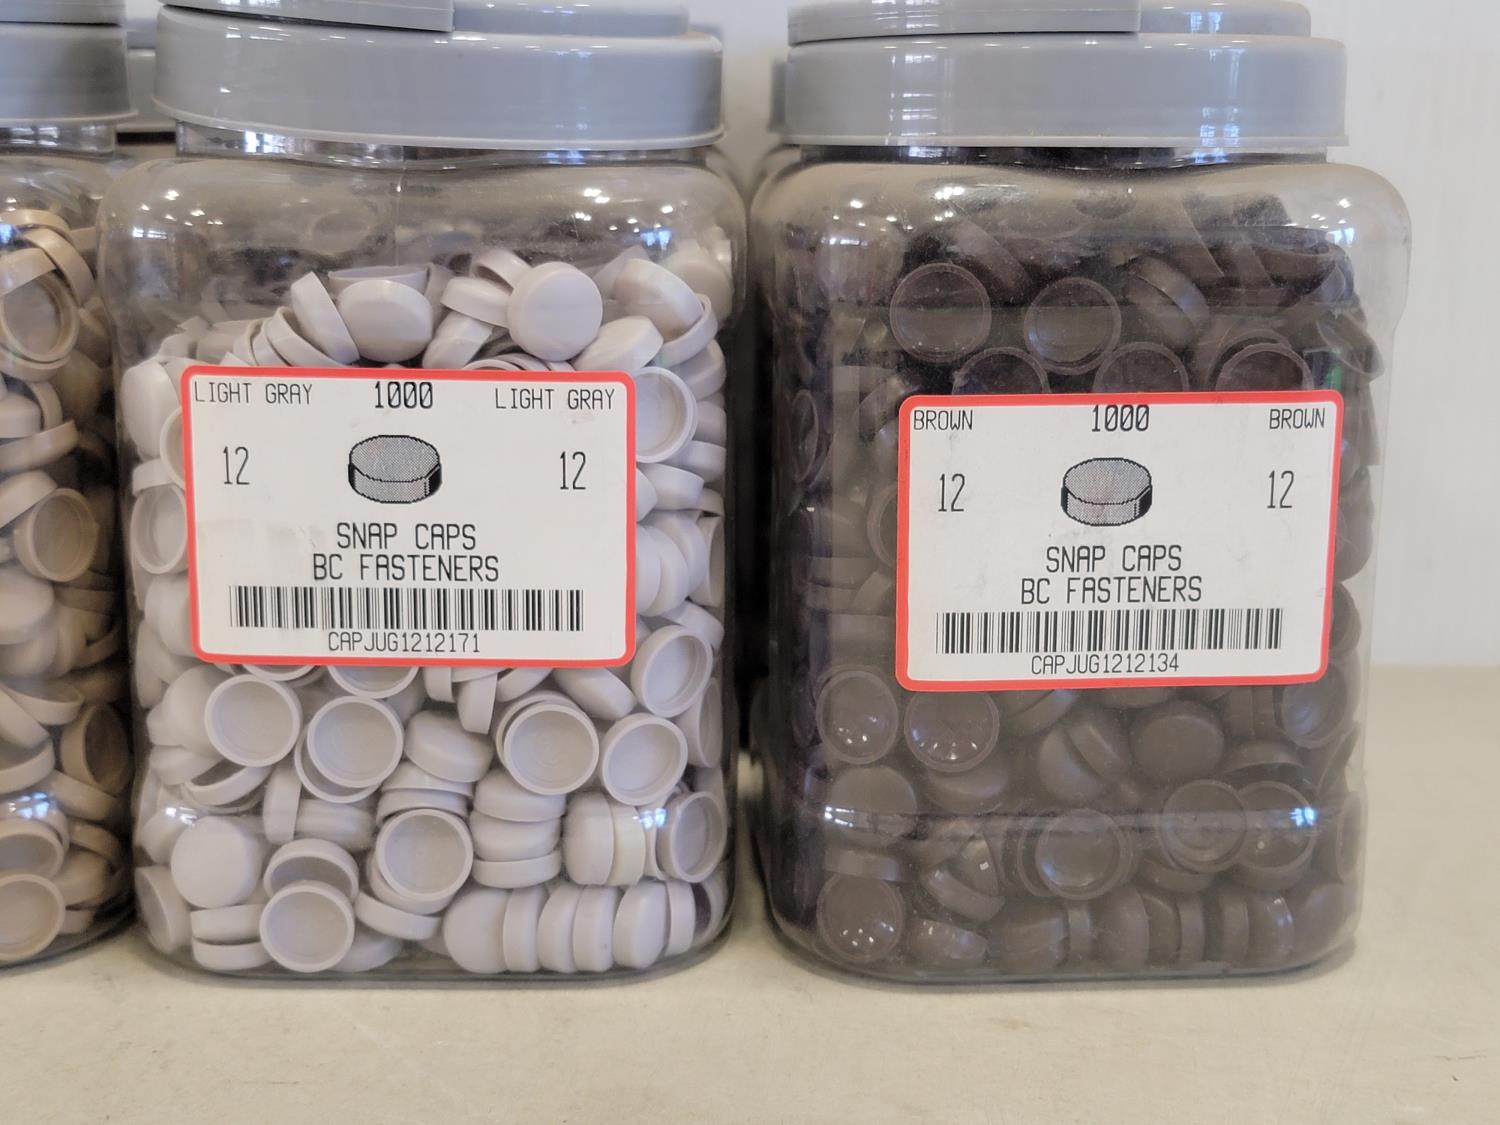 LIGHT GRAY 1000 LIGHT GRAY
12 12
SNAP CAPS
BC FASTENERS
CAPJUG1212171
BROWN 1000 BROWN
12 12
SNAP CAPS
BC FASTENERS
CAPJUG1212134